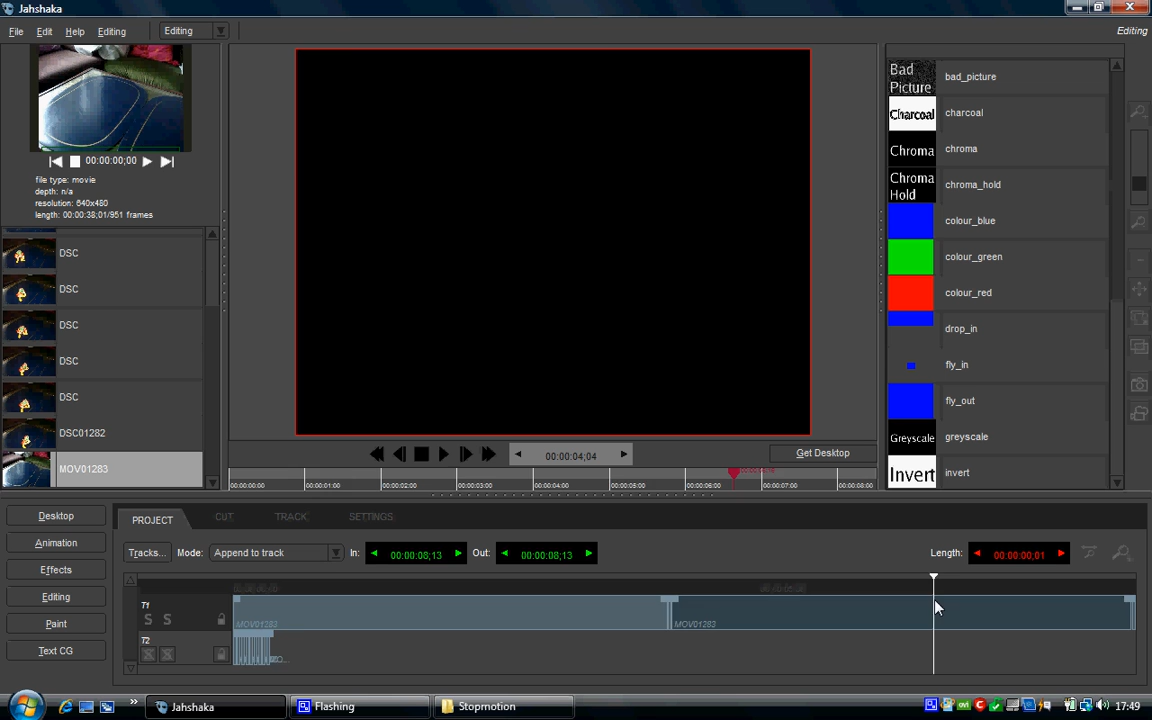 Jahshaka
File Edit Help Editing Editing
Editing
00:00:00;00
file type: movie
depth: n/a
resolution: 640x480
length: 00:00:38;01/951 frames
DSC
DSC
DSC
DSC
DSC
DSC01282
MOV01283
00:00:04;04
Get Desktop
00:00:00:00 00:00:01:00 00:00:02:00 00:00:03:00 00:00:04:00 00:00:05:00 00:00:06:00 00:00:07:00 00:00:08:00
Bad Picture bad_picture
Charcoal charcoal
Chroma chroma
Chroma Hold chroma_hold
colour_blue
colour_green
colour_red
drop_in
fly_in
fly_out
Greyscale greyscale
Invert invert
Desktop
Animation
Effects
Editing
Paint
Text CG
PROJECT CUT TRACK SETTINGS
Tracks... Mode: Append to track In: 00:00:08;13 Out: 00:00:08;13 Length: 00:00:00;01
T1
S S
MOV01283 MOV01283
T2
Jahshaka Flashing Stopmotion 17:49